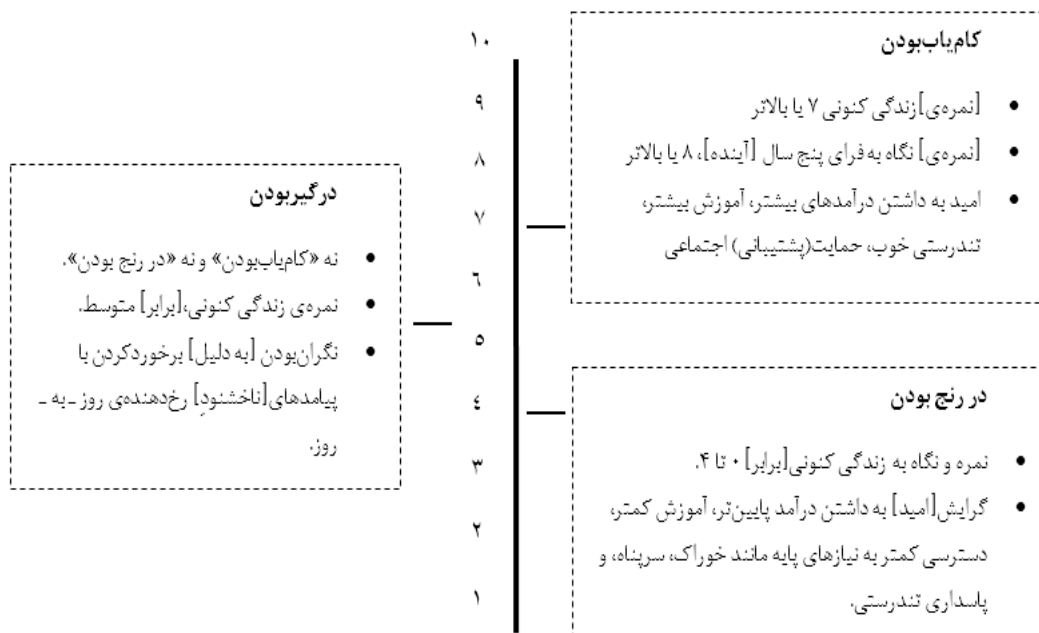 کام‌یاب‌بودن
• [نمره‌ی]زندگی کنونی ۷ یا بالاتر
• [نمره‌ی] نگاه به فرای پنج سال [آینده]، ۸ یا بالاتر
• امید به داشتن درآمدهای بیشتر، آموزش بیشتر،
تندرستی خوب، حمایت(پشتیبانی) اجتماعی
۱۰
۹
۸
۷
۶
۵
۴
۳
۲
۱
درگیربودن
• نه «کام‌یاب‌بودن» و نه «در رنج بودن».
• نمره‌ی زندگی کنونی،[برابر] متوسط.
• نگران‌بودن [به دلیل] برخوردکردن با
پیامدهای[ناخشنودِ] رخ‌دهنده‌ی روز ـ به ـ
روز.
در رنج بودن
• نمره و نگاه به زندگی کنونی[برابر] ۰ تا ۴.
• گرایش[امید] به داشتن درآمد پایین‌تر، آموزش کمتر،
دسترسی کمتر به نیازهای پایه مانند خوراک، سرپناه، و
پاسداری تندرستی.